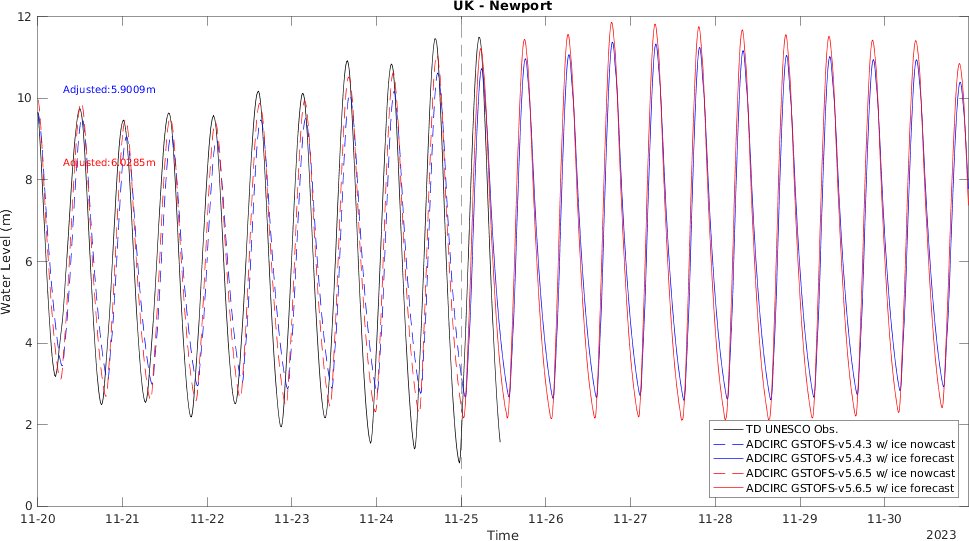 UK - Newport
12
10
8
6
4
2
0
Water Level (m)
Adjusted:5.9009m
Adjusted:6.0285m
TD UNESCO Obs.
ADCIRC GSTOFS-v5.4.3 w/ ice nowcast
ADCIRC GSTOFS-v5.4.3 w/ ice forecast
ADCIRC GSTOFS-v5.6.5 w/ ice nowcast
ADCIRC GSTOFS-v5.6.5 w/ ice forecast
11-20 11-21 11-22 11-23 11-24 11-25 11-26 11-27 11-28 11-29 11-30
Time
2023